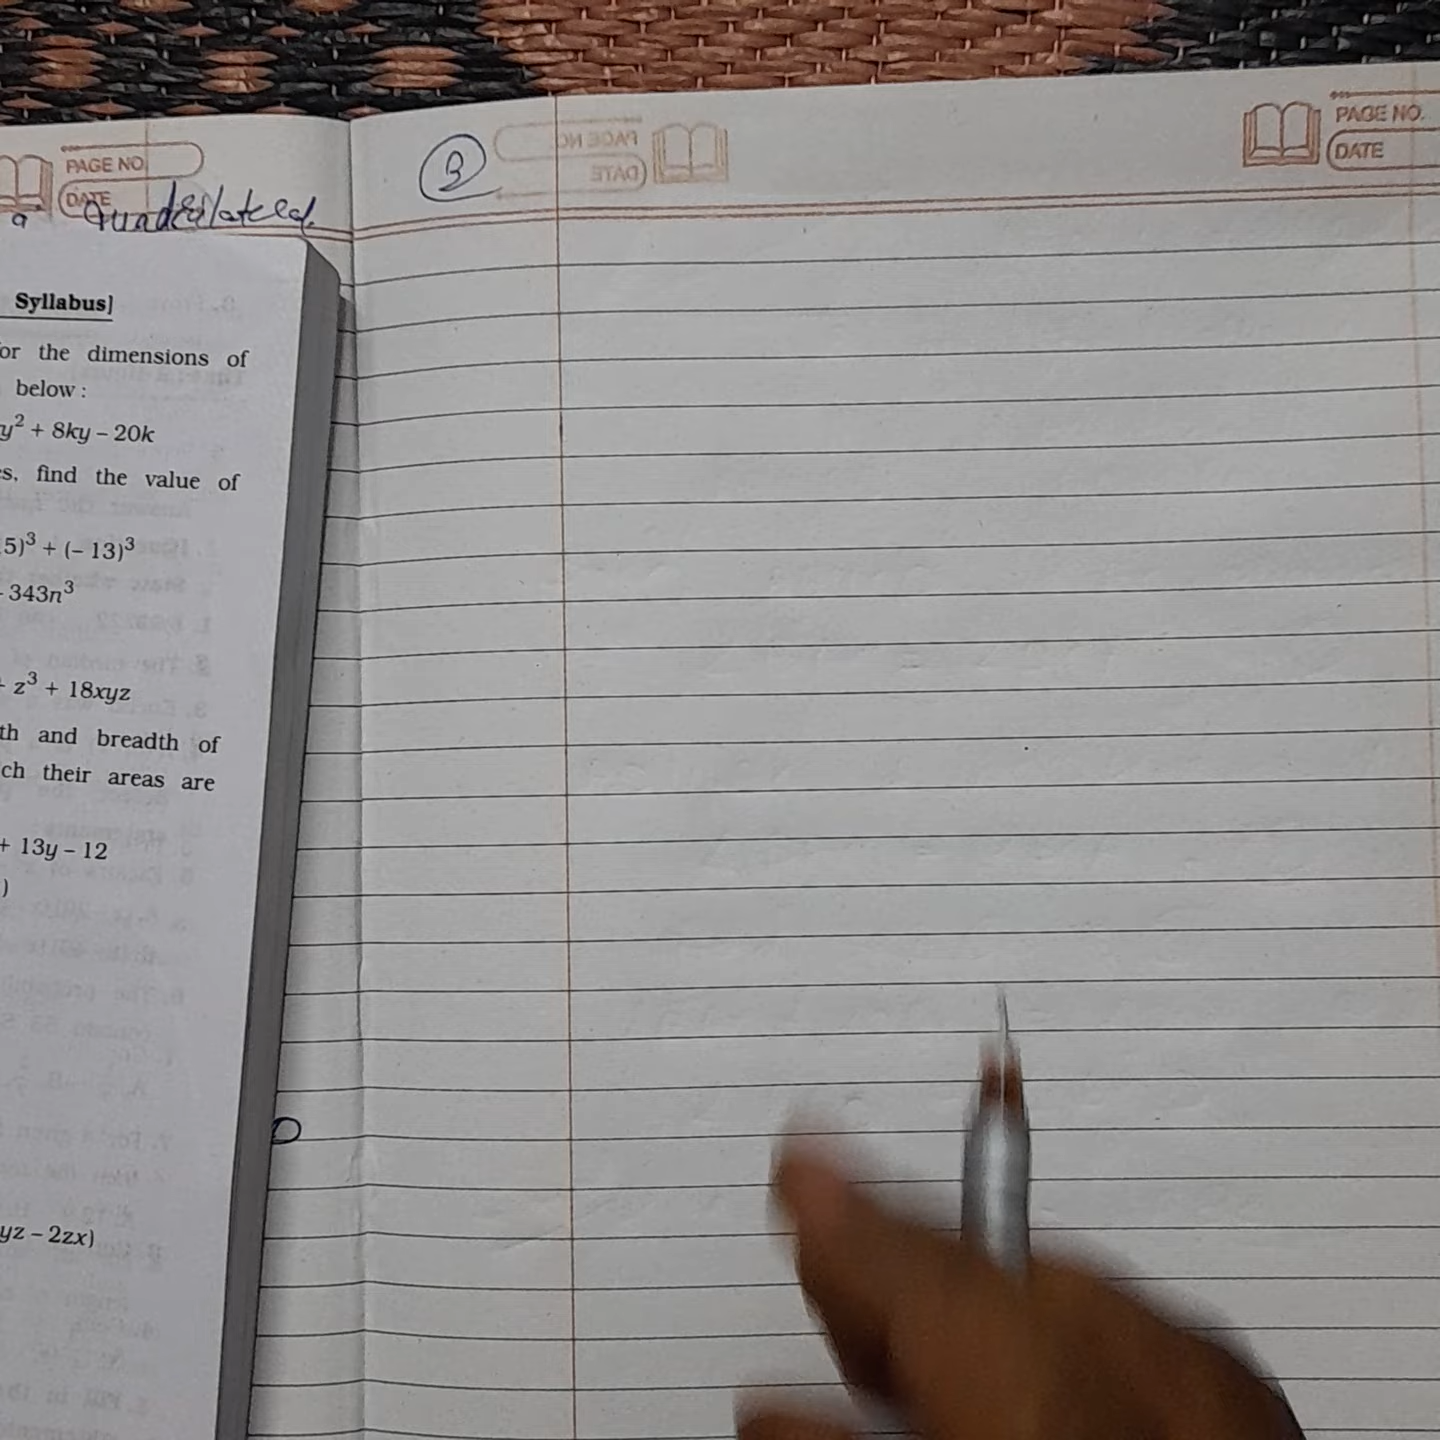 PAGE NO
DATE
a Quadrilateral.
Syllabus]
or the dimensions of
below :
y² + 8ky – 20k
s, find the value of
5)³ + (– 13)³
343n³
z³ + 18xyz
th and breadth of
ch their areas are
+ 13y – 12
)
yz – 2zx)
D
3
PAGE NO
DATE
PAGE NO.
DATE